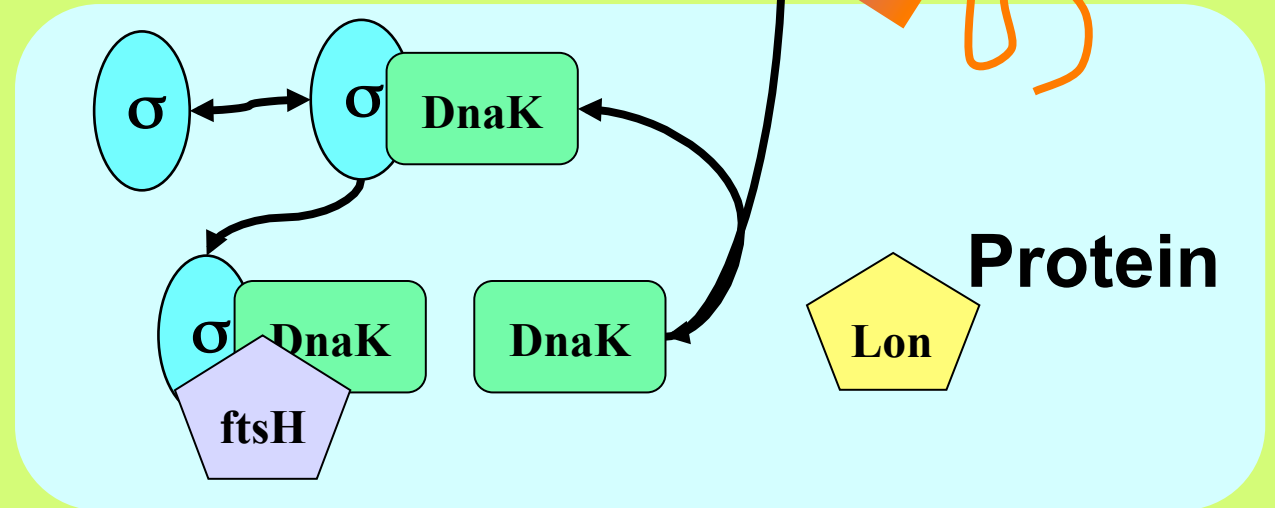 σ
σ
DnaK
Protein
σ
DnaK
DnaK
Lon
ftsH